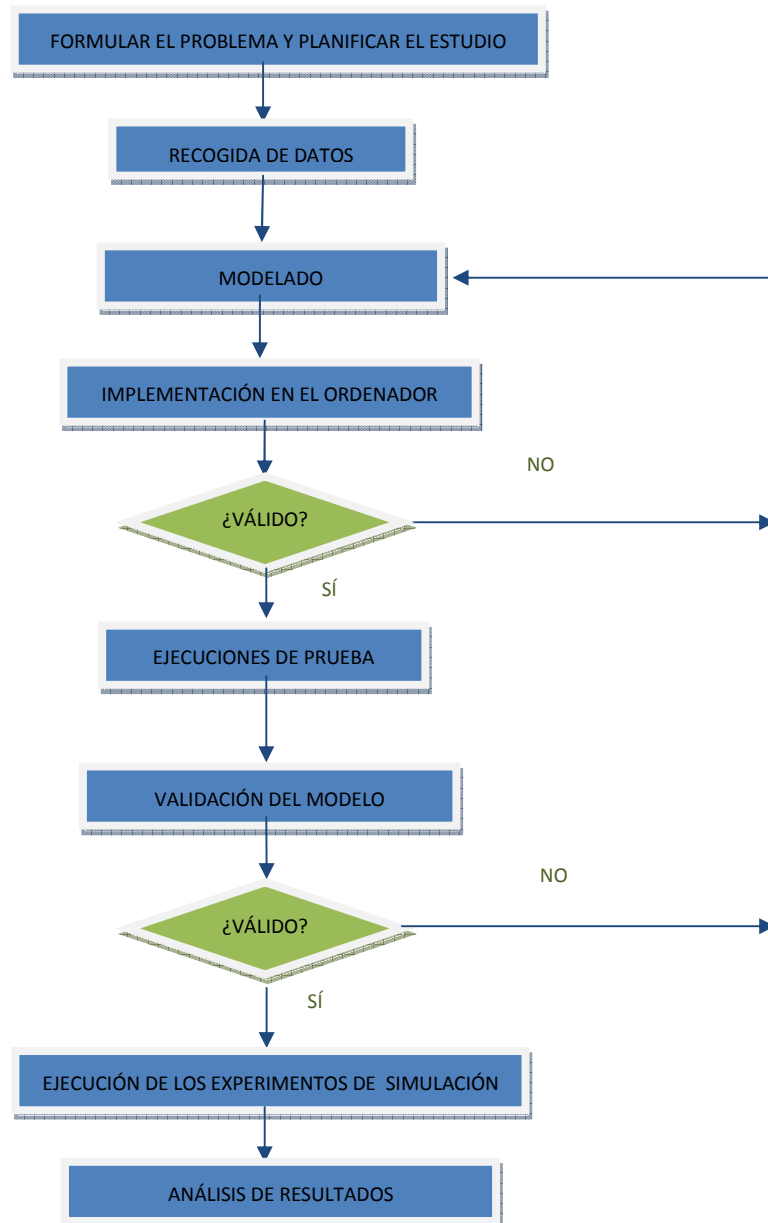 FORMULAR EL PROBLEMA Y PLANIFICAR EL ESTUDIO
RECOGIDA DE DATOS
MODELADO
IMPLEMENTACIÓN EN EL ORDENADOR
NO
¿VÁLIDO?
SÍ
EJECUCIONES DE PRUEBA
VALIDACIÓN DEL MODELO
NO
¿VÁLIDO?
SÍ
EJECUCIÓN DE LOS EXPERIMENTOS DE SIMULACIÓN
ANÁLISIS DE RESULTADOS